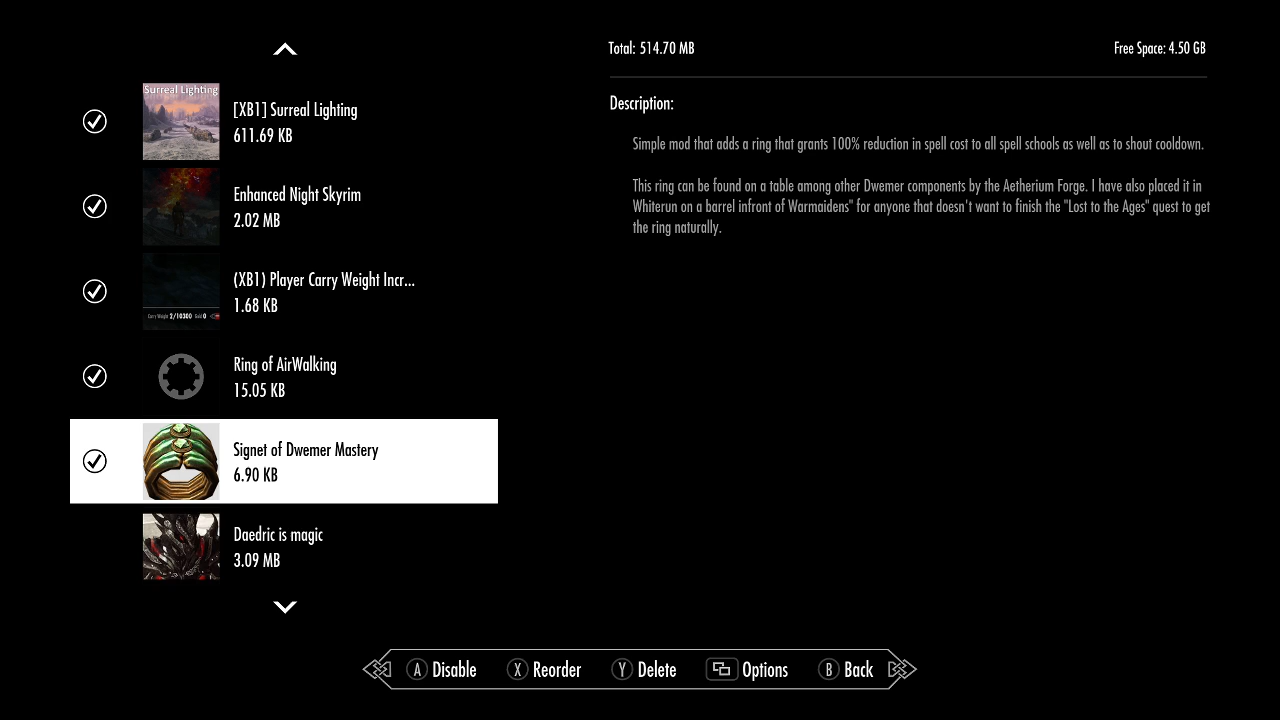 Total: 514.70 MB
Free Space: 4.50 GB
Surreal Lighting
[XB1] Surreal Lighting
611.69 KB
Enhanced Night Skyrim
2.02 MB
Carry Weight 2/10300 Gold 0
(XB1) Player Carry Weight Incr...
1.68 KB
Ring of AirWalking
15.05 KB
Signet of Dwemer Mastery
6.90 KB
Daedric is magic
3.09 MB
Description:
Simple mod that adds a ring that grants 100% reduction in spell cost to all spell schools as well as to shout cooldown.
This ring can be found on a table among other Dwemer components by the Aetherium Forge. I have also placed it in
Whiterun on a barrel infront of Warmaidens" for anyone that doesn't want to finish the "Lost to the Ages" quest to get
the ring naturally.
A Disable X Reorder Y Delete Options B Back